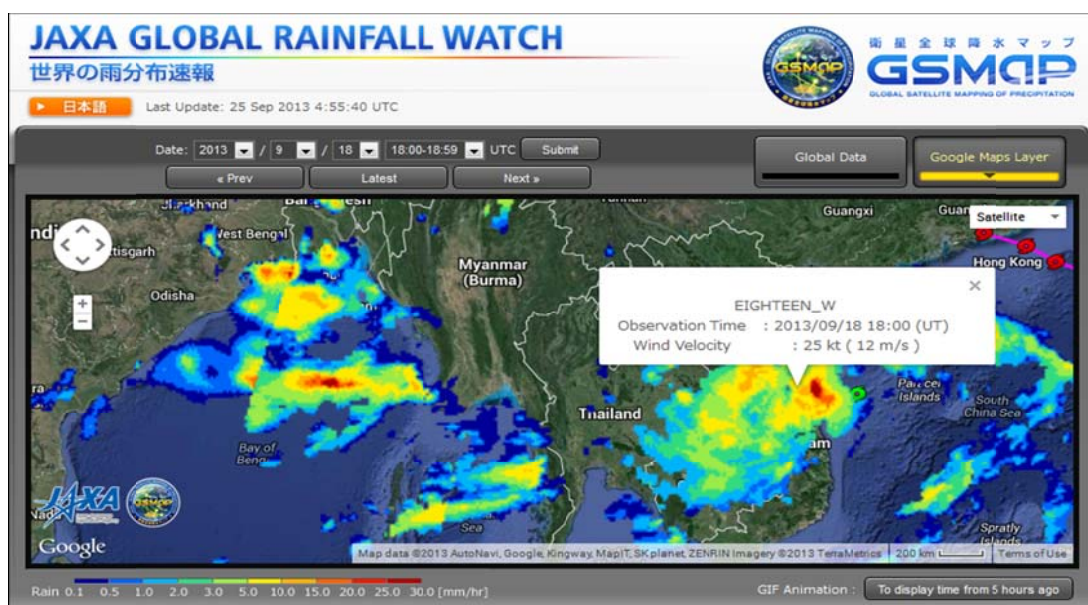 JAXA GLOBAL RAINFALL WATCH
世界の雨分布速報
GSMaP
衛星全球降水マップ
GSMaP
GLOBAL SATELLITE MAPPING OF PRECIPITATION
日本語 Last Update: 25 Sep 2013 4:55:40 UTC
Date: 2013 / 9 / 18 18:00-18:59 UTC Submit
« Prev Latest Next »
Global Data Google Maps Layer
West Bengal
Odisha
Myanmar
(Burma)
Guangxi
Satellite
Hong Kong
EIGHTEEN_W
Observation Time : 2013/09/18 18:00 (UT)
Wind Velocity : 25 kt ( 12 m/s )
Thailand
Paracel
Islands
South
China Sea
Bay of
Sea
Spratly
Islands
JAXA
GSMaP
Google
Map data ©2013 AutoNavi, Google, Kingway, MapIT, SK planet, ZENRIN Imagery ©2013 TerraMetrics 200 km Terms of Use
Rain 0.1 0.5 1.0 2.0 3.0 5.0 10.0 15.0 20.0 25.0 30.0 [mm/hr]
GIF Animation : To display time from 5 hours ago